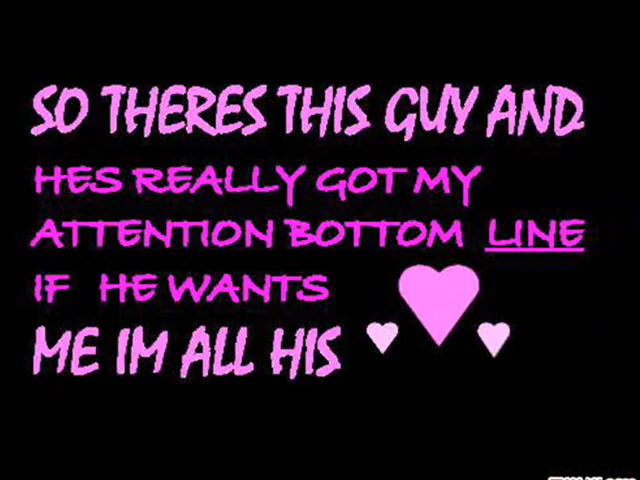 SO THERES THIS GUY AND
HES REALLY GOT MY
ATTENTION BOTTOM LINE
IF HE WANTS
ME IM ALL HIS